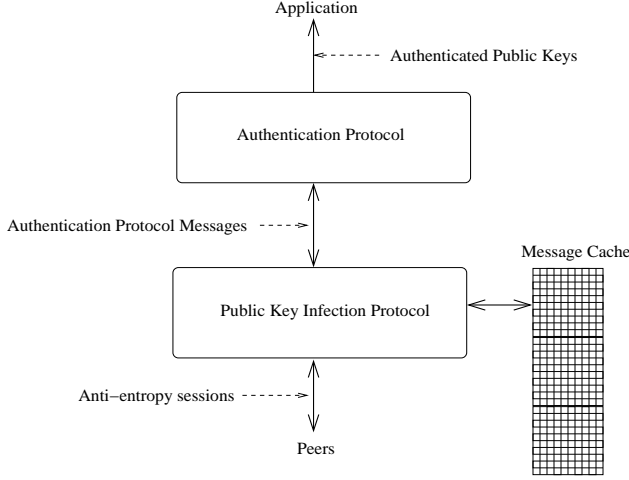 Application
Authenticated Public Keys
Authentication Protocol
Authentication Protocol Messages
Message Cache
Public Key Infection Protocol
Anti−entropy sessions
Peers